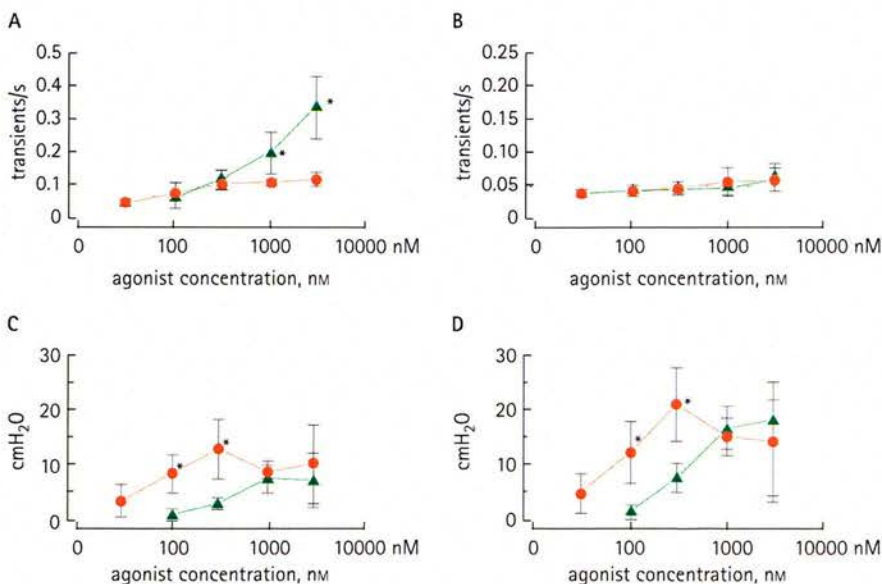 A
0.5
0.4
0.3
0.2
0.1
0
transients/s
*
*
0 100 1000 10000 nM
agonist concentration, nM
B
0.25
0.20
0.15
0.10
0.05
0
transients/s
0 100 1000 10000 nM
agonist concentration, nM
C
30
20
10
0
cmH₂O
*
*
0 100 1000 10000 nM
agonist concentration, nM
D
30
20
10
0
cmH₂O
*
*
0 100 1000 10000 nM
agonist concentration, nM